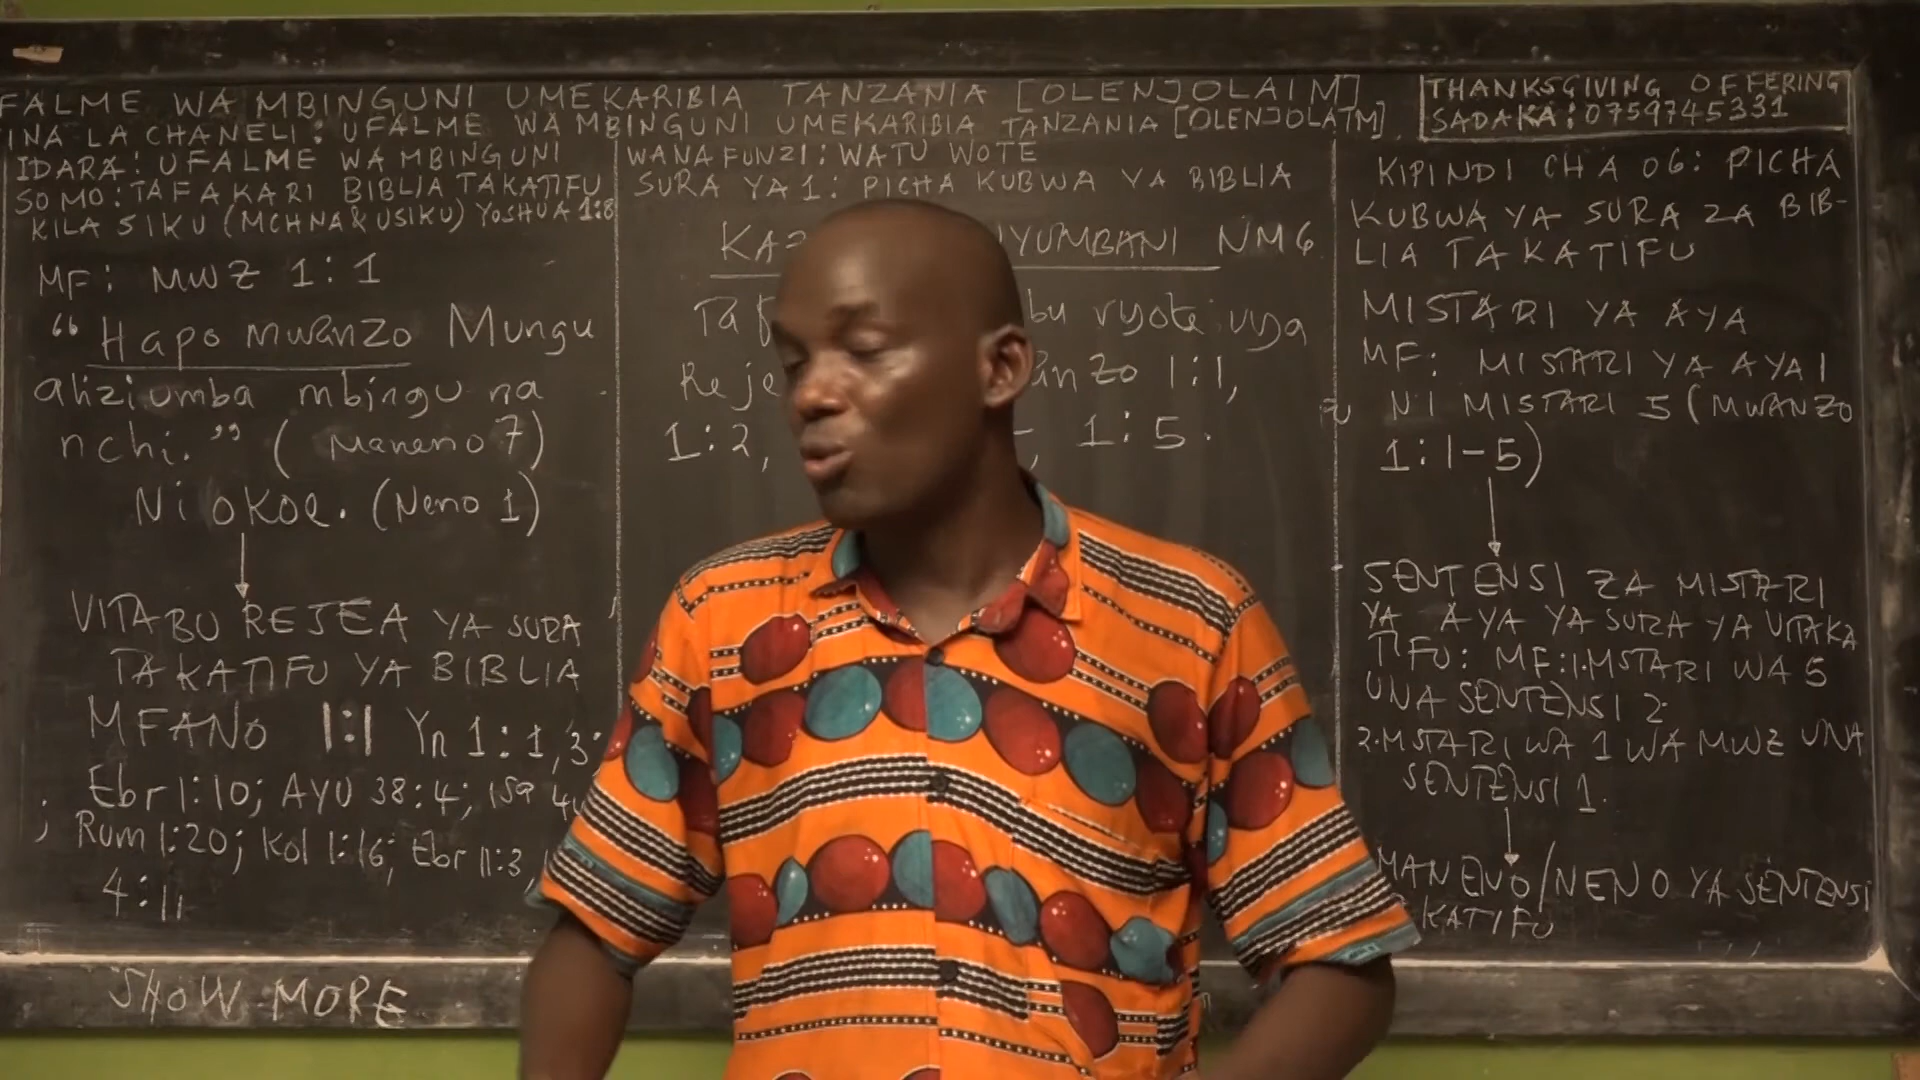 FALME WA MBINGUNI UMEKARIBIA TANZANIA [OLENJOLAIM]
INA LA CHANELI: UFALME WA MBINGUNI UMEKARIBIA TANZANIA [OLENJOLAIM]
THANKSGIVING OFFERING
SADAKA: 0759745331
IDARA: UFALME WA MBINGUNI
SOMO: TAFAKARI BIBLIA TAKATIFU
KILA SIKU (MCHNA & USIKU) YOSHUA 1:8
MF: MWZ 1:1
“Hapo mwanzo Mungu
aliziumba mbingu na
nchi.” (Maneno 7)
Ni okoe. (Neno 1)
VITABU REJEA YA SURA
TAKATIFU YA BIBLIA
MFANO 1:1 Yn 1:1,3:
Ebr 1:10; AYU 38:4; ISA
; Rum 1:20; Kol 1:16; Ebr 11:3,
4:11
SHOW MORE
WANAFUNZI: WATU WOTE
SURA YA 1: PICHA KUBWA YA BIBLIA
KAZ IYUMBANI NM6
Taf bu vyote vya
Reje anzo 1:1,
1:2, , 1:5.
KIPINDI CHA 06: PICHA
KUBWA YA SURA ZA BIB-
LIA TAKATIFU
MISTARI YA AYA
MF: MISTARI YA AYA 1
NI MISTARI 5 (MWANZO
1:1-5)
SENTENSI ZA MISTARI
YA AYA YA SURA YA UTAKA
TIFU: MF:1.MSTARI WA 5
UNA SENTENSI 2
2.MSTARI WA 1 WA MWZ UNA
SENTENSI 1.
MANENO/NENO YA SENTENSI
KATIFU